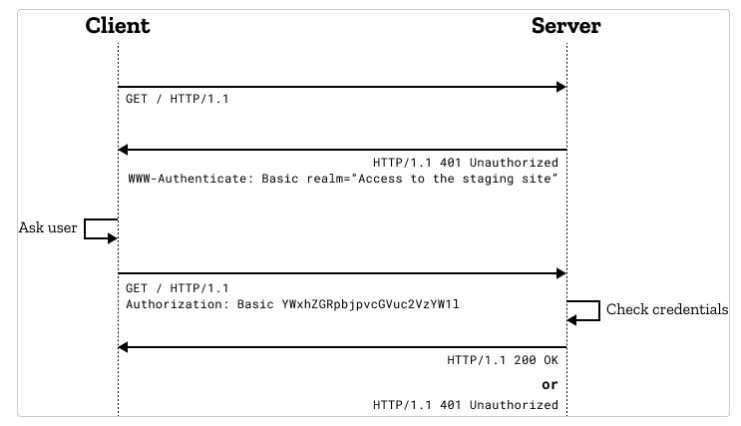 Client
Server
GET / HTTP/1.1
HTTP/1.1 401 Unauthorized
WWW-Authenticate: Basic realm="Access to the staging site"
Ask user
GET / HTTP/1.1
Authorization: Basic YWxhZGRpbjpvcGVuc2VzYW1l
Check credentials
HTTP/1.1 200 OK
or
HTTP/1.1 401 Unauthorized